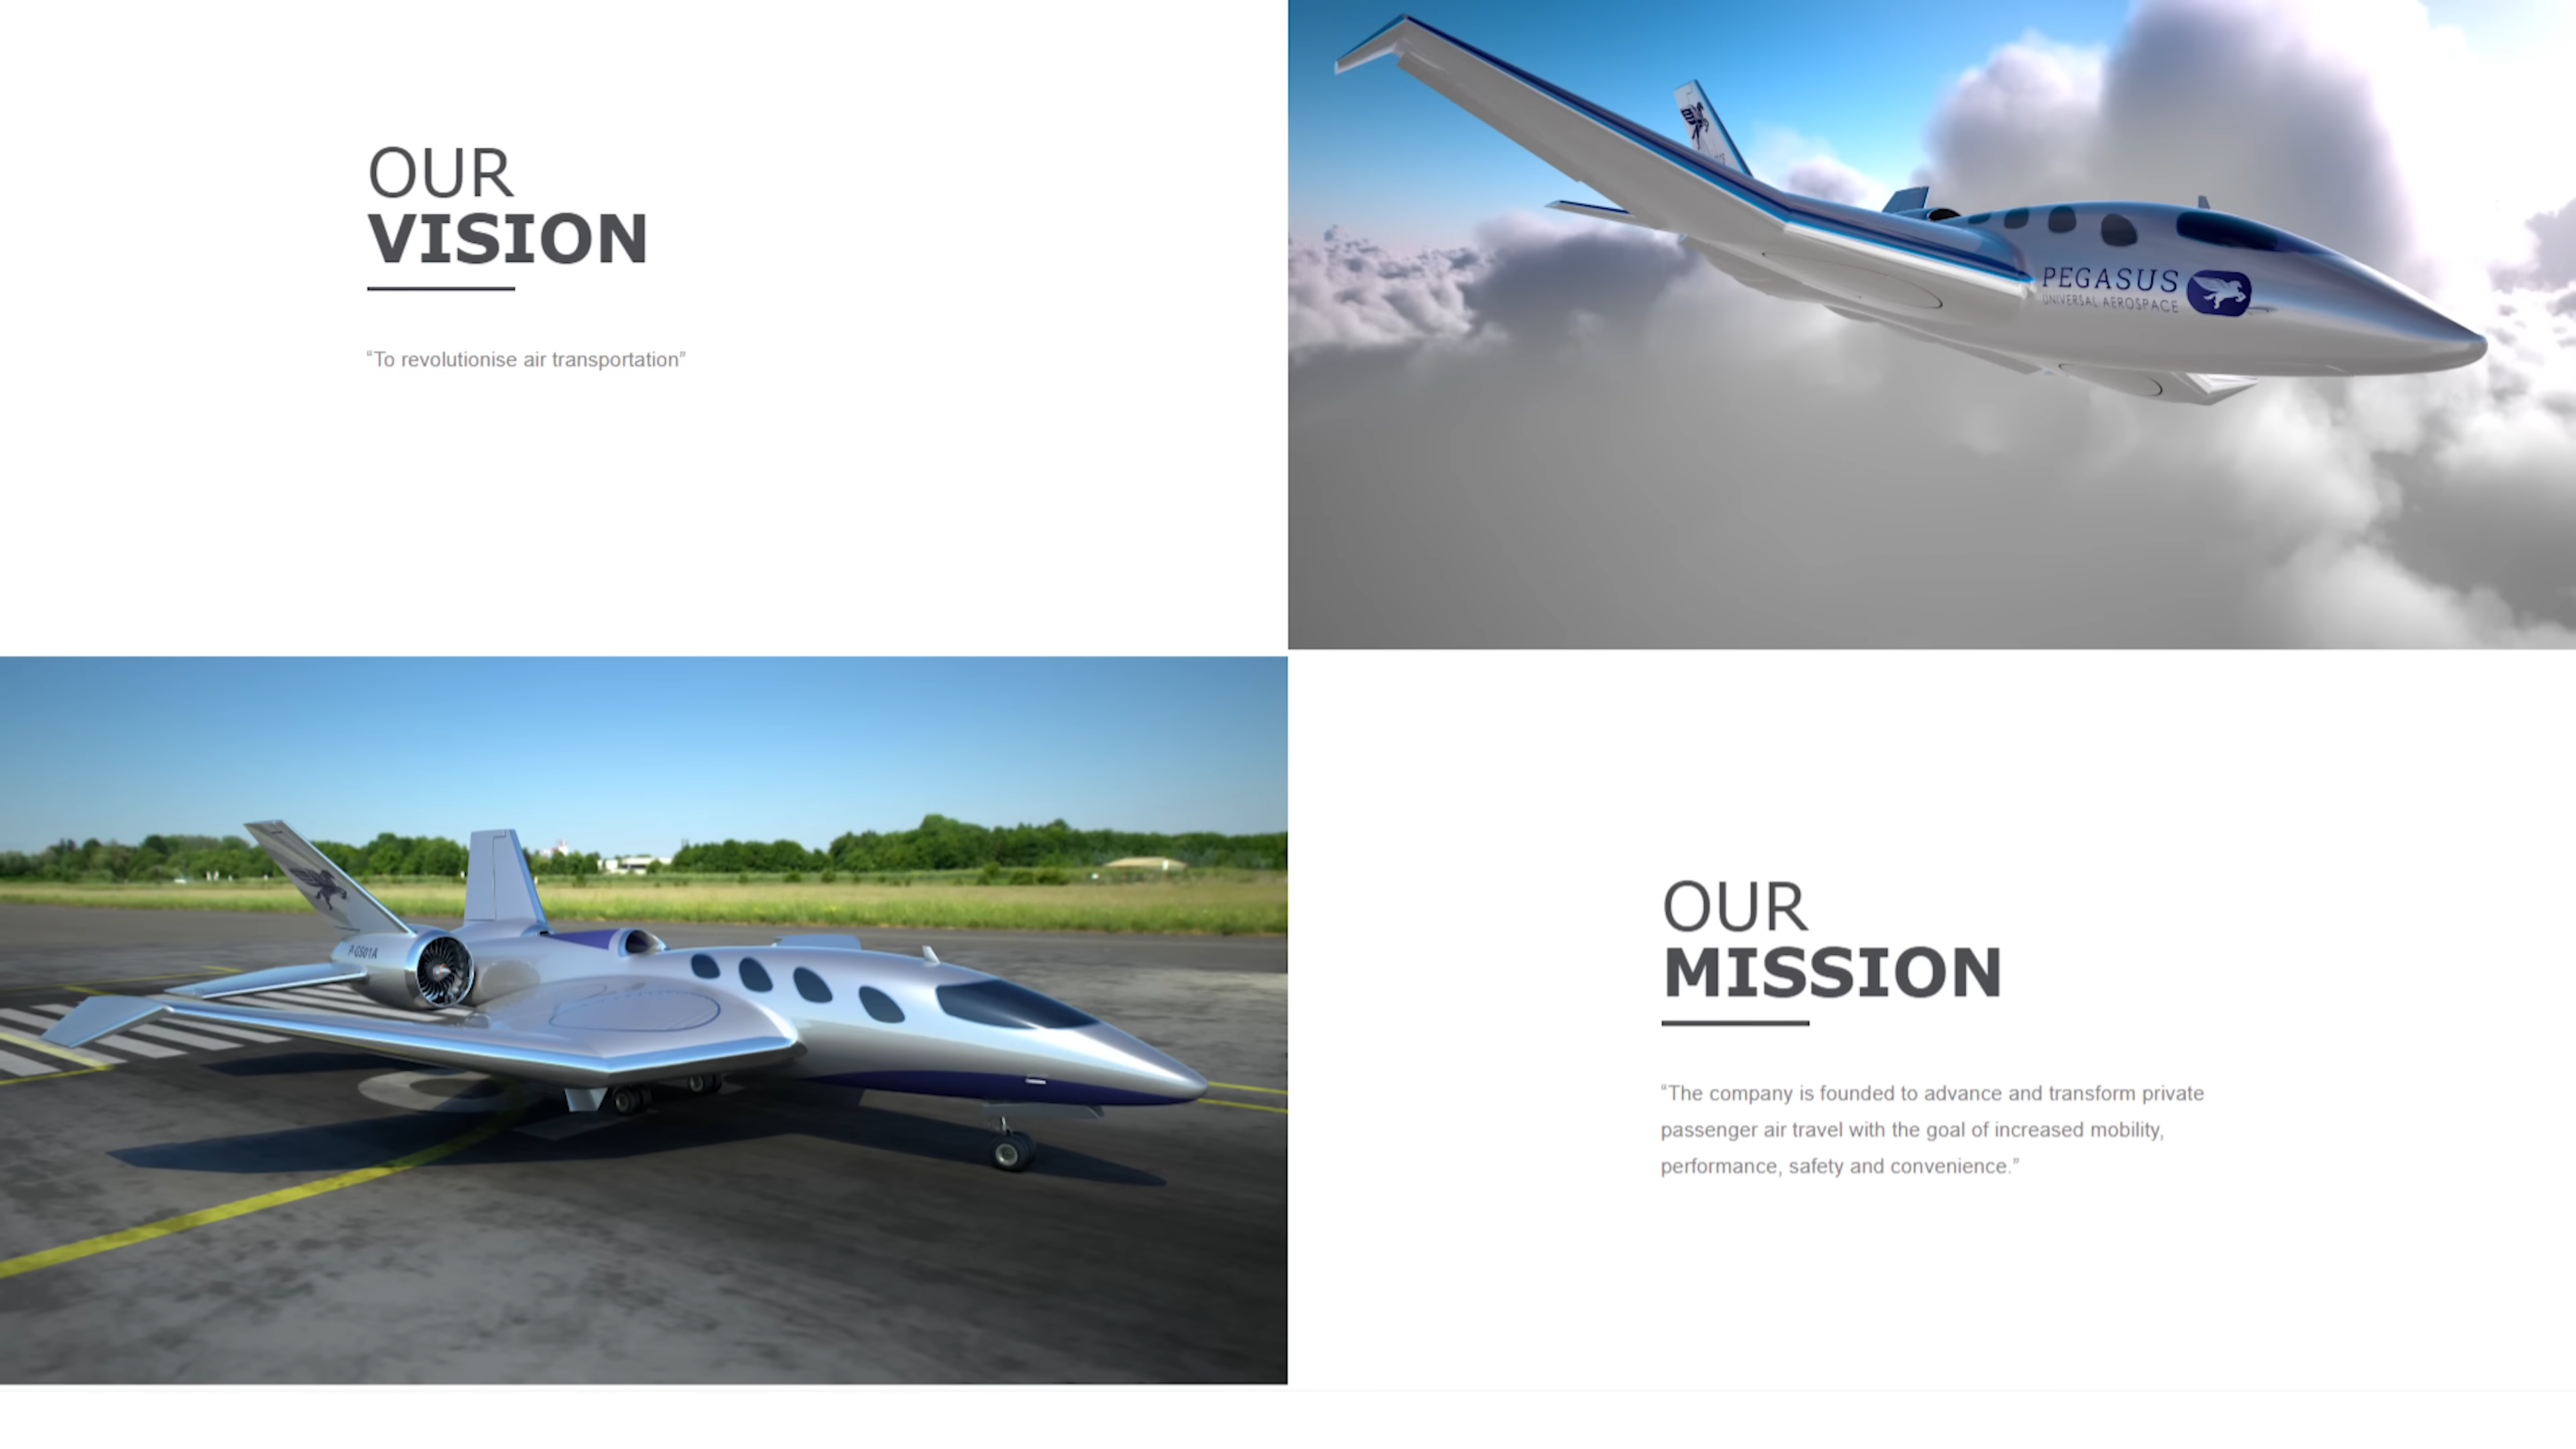 OUR
VISION
“To revolutionise air transportation”
PEGASUS
UNIVERSAL AEROSPACE
P-GS01A
OUR
MISSION
“The company is founded to advance and transform private
passenger air travel with the goal of increased mobility,
performance, safety and convenience.”